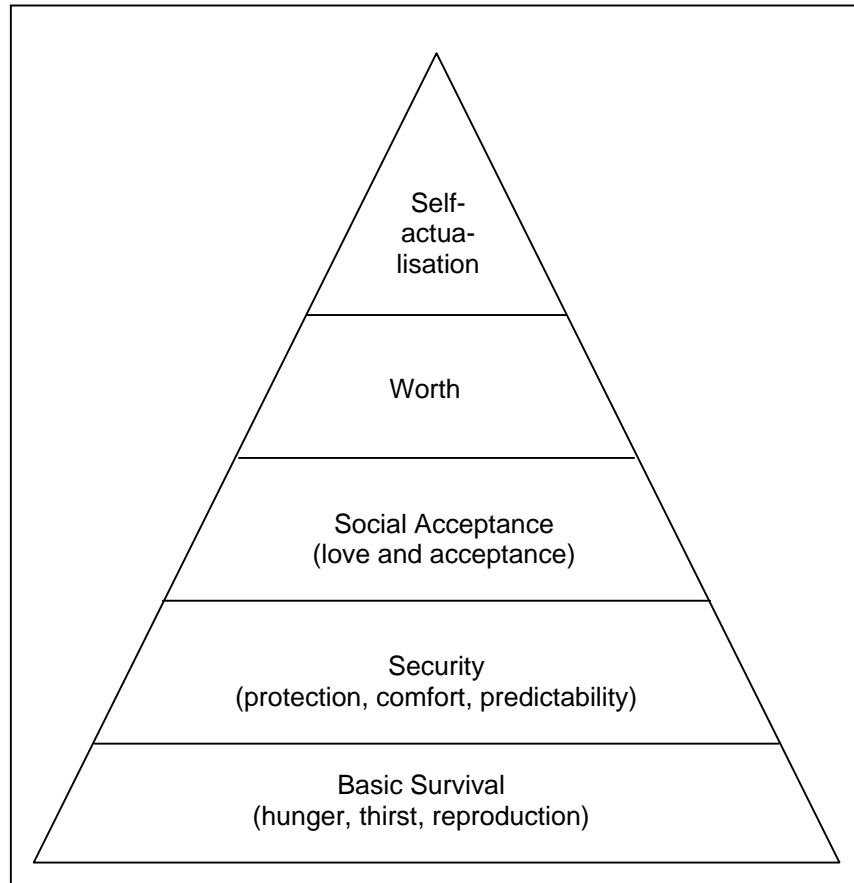 Self-
actua-
lisation
Worth
Social Acceptance
(love and acceptance)
Security
(protection, comfort, predictability)
Basic Survival
(hunger, thirst, reproduction)